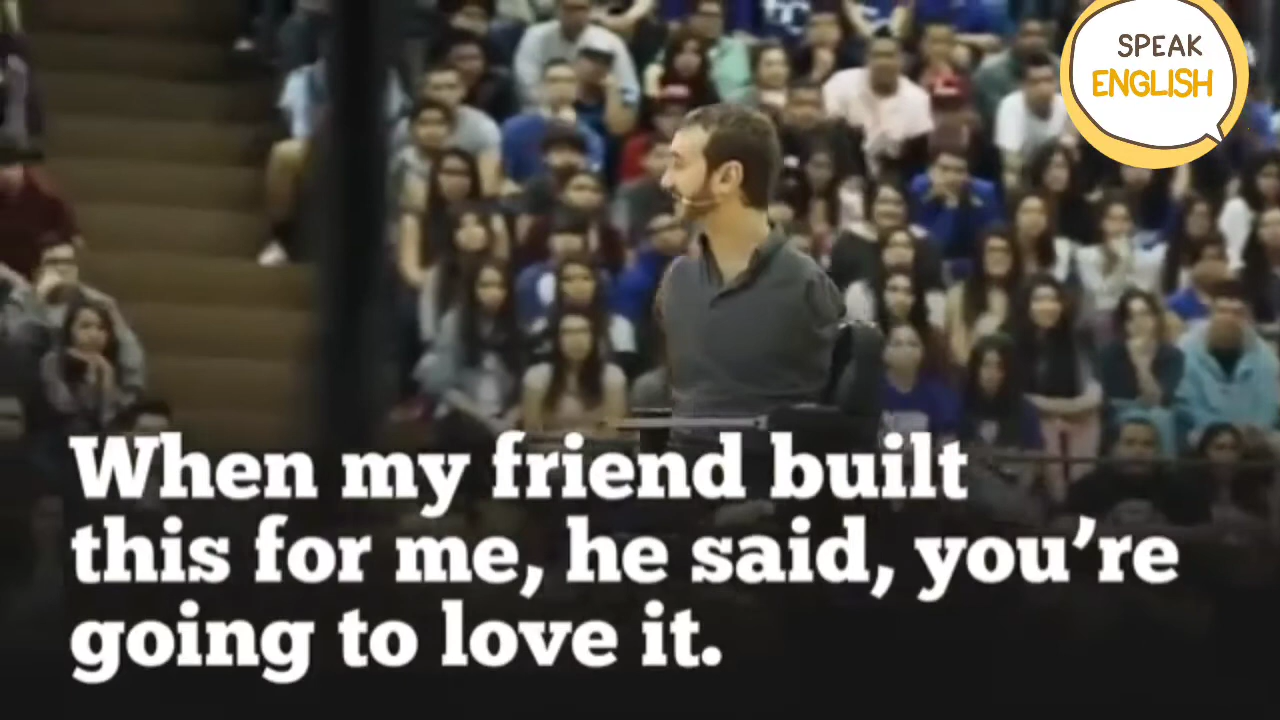 SPEAK
ENGLISH
When my friend built
this for me, he said, you’re
going to love it.